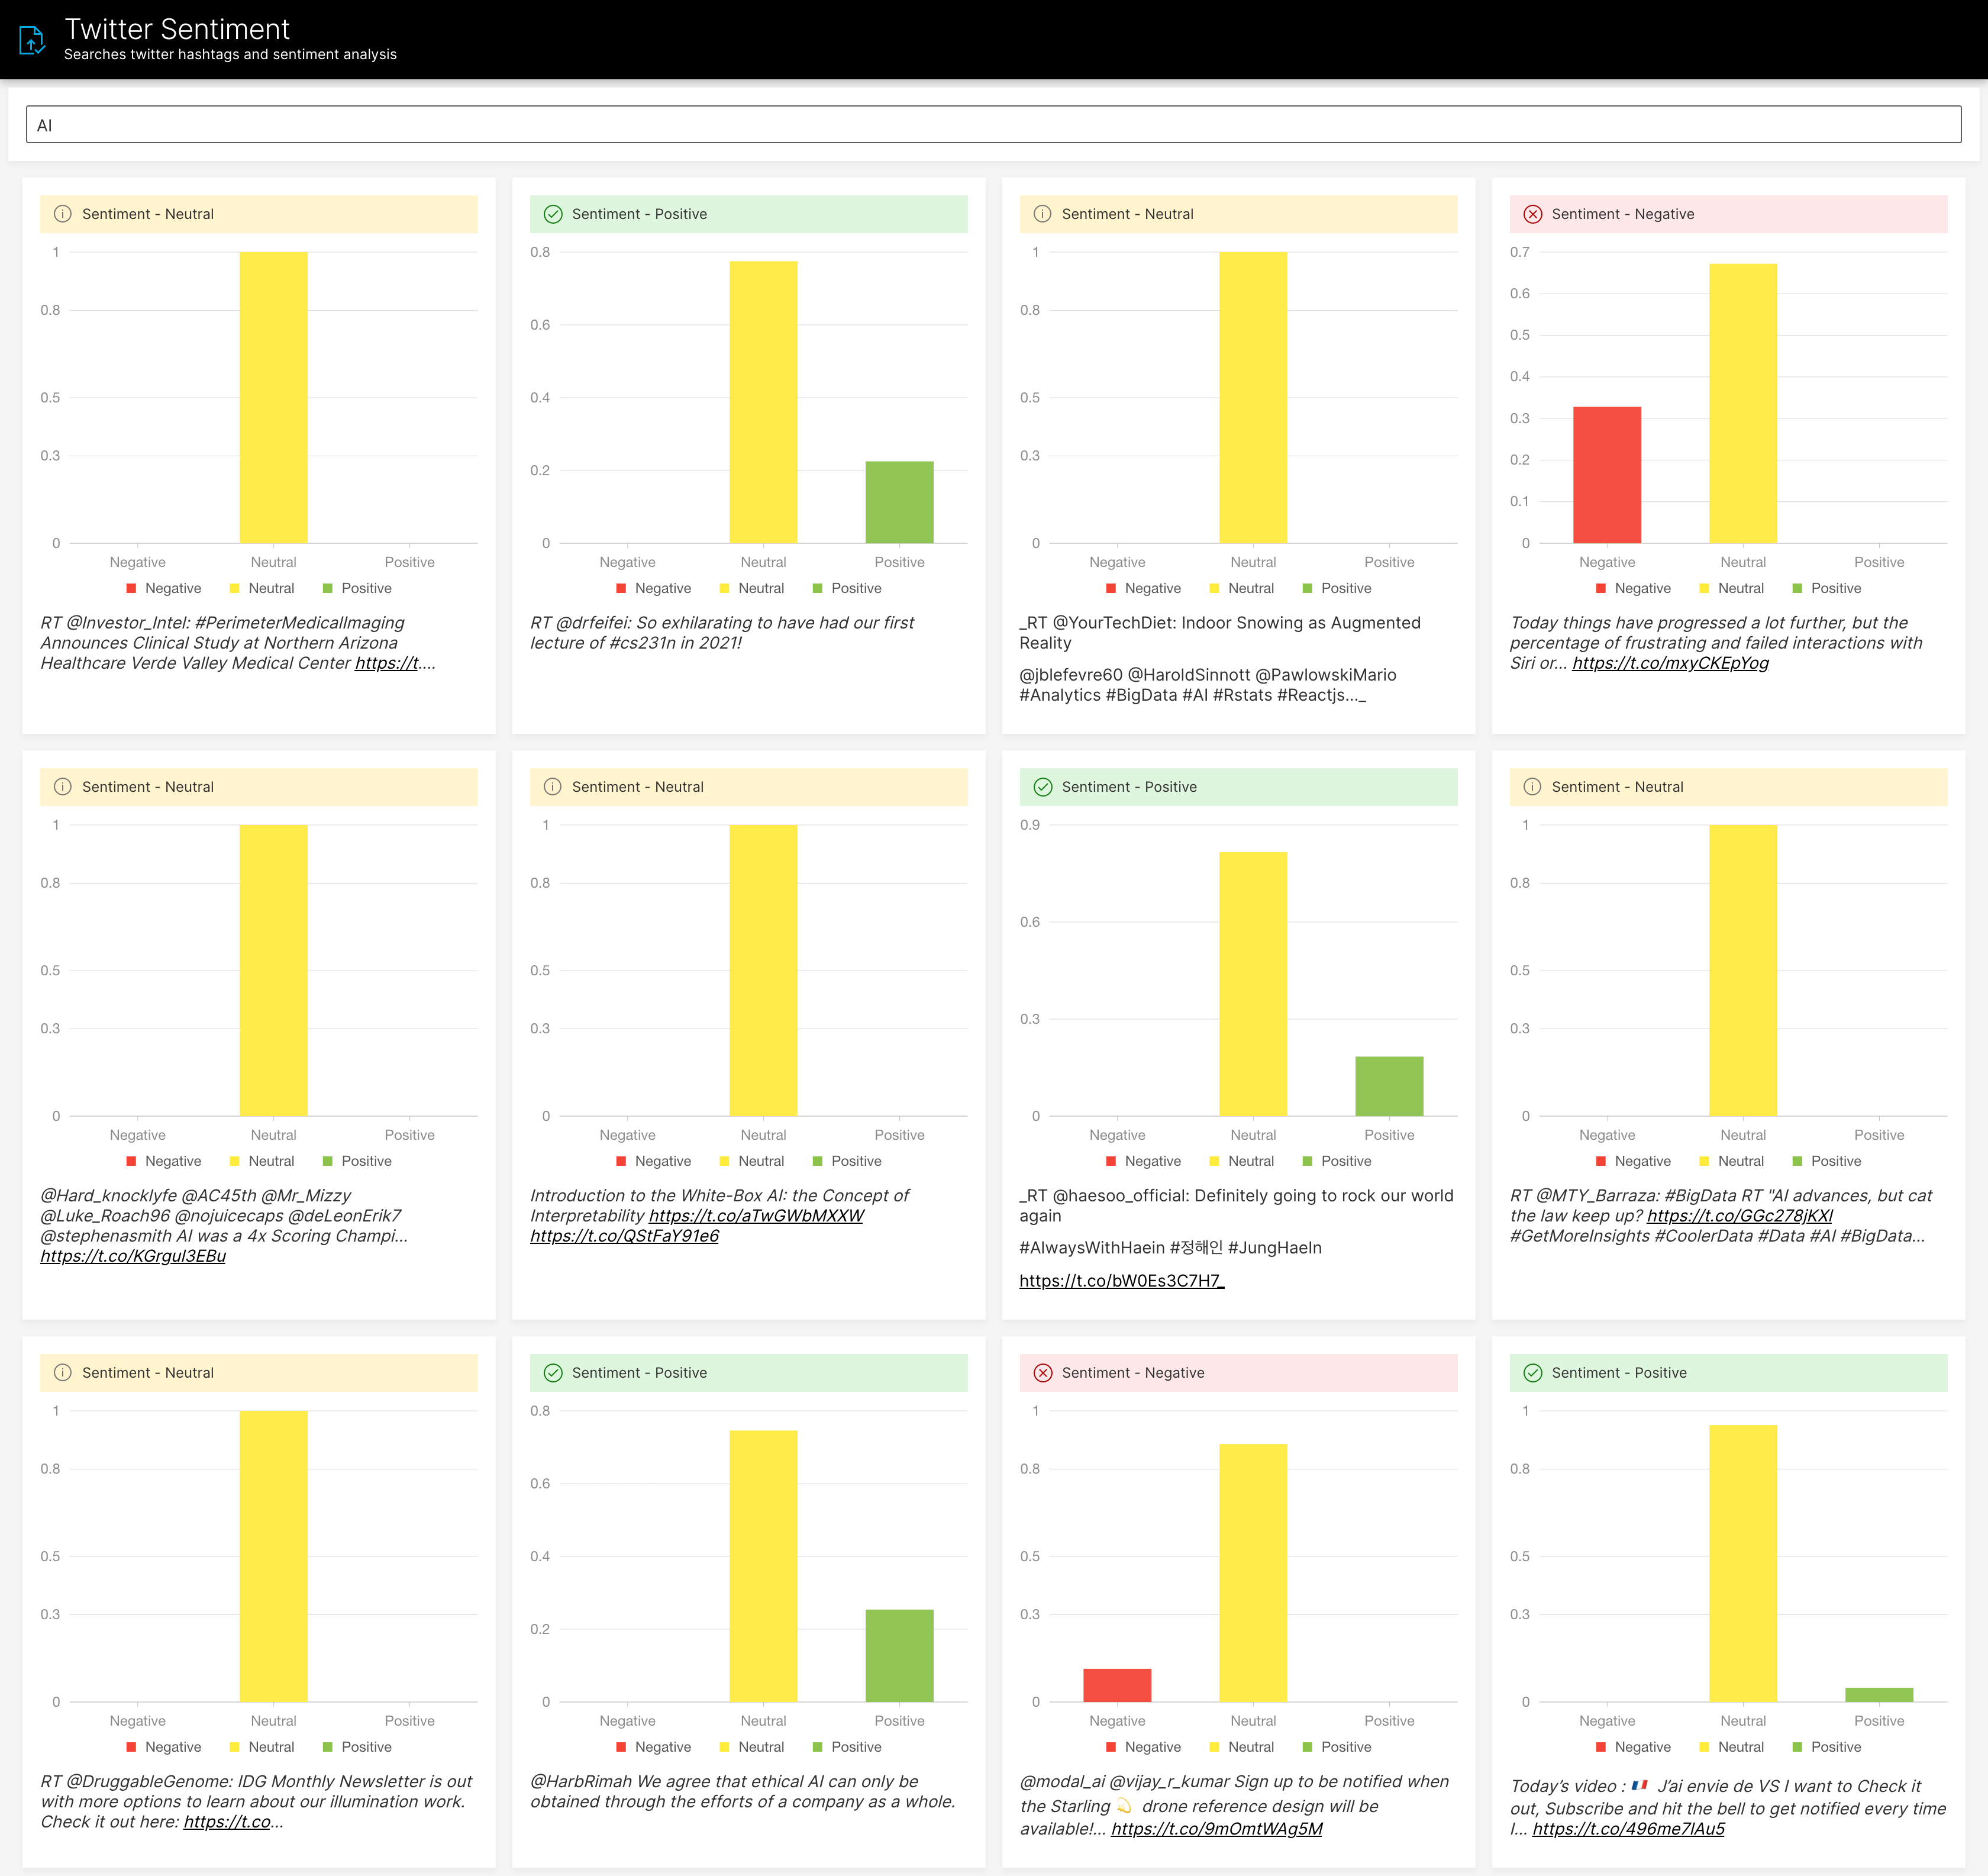 Twitter Sentiment
Searches twitter hashtags and sentiment analysis
AI
Sentiment - Neutral
1
0.8
0.5
0.3
0
Negative Neutral Positive
Negative Neutral Positive
RT @Investor_Intel: #PerimeterMedicalImaging
Announces Clinical Study at Northern Arizona
Healthcare Verde Valley Medical Center https://t....
Sentiment - Positive
0.8
0.6
0.4
0.2
0
Negative Neutral Positive
Negative Neutral Positive
RT @drfeifei: So exhilarating to have had our first
lecture of #cs231n in 2021!
Sentiment - Neutral
1
0.8
0.5
0.3
0
Negative Neutral Positive
Negative Neutral Positive
_RT @YourTechDiet: Indoor Snowing as Augmented
Reality
@jblefevre60 @HaroldSinnott @PawlowskiMario
#Analytics #BigData #AI #Rstats #Reactjs..._
Sentiment - Negative
0.7
0.6
0.5
0.4
0.3
0.2
0.1
0
Negative Neutral Positive
Negative Neutral Positive
Today things have progressed a lot further, but the
percentage of frustrating and failed interactions with
Siri or... https://t.co/mxyCKEpYog
Sentiment - Neutral
1
0.8
0.5
0.3
0
Negative Neutral Positive
Negative Neutral Positive
@Hard_knocklyfe @AC45th @Mr_Mizzy
@Luke_Roach96 @nojuicecaps @deLeonErik7
@stephenasmith AI was a 4x Scoring Champi...
https://t.co/KGrguI3EBu
Sentiment - Neutral
1
0.8
0.5
0.3
0
Negative Neutral Positive
Negative Neutral Positive
Introduction to the White-Box AI: the Concept of
Interpretability https://t.co/aTwGWbMXXW
https://t.co/QStFaY91e6
Sentiment - Positive
0.9
0.6
0.3
0
Negative Neutral Positive
Negative Neutral Positive
_RT @haesoo_official: Definitely going to rock our world
again
#AlwaysWithHaein #정해인 #JungHaeIn
https://t.co/bW0Es3C7H7_
Sentiment - Neutral
1
0.8
0.5
0.3
0
Negative Neutral Positive
Negative Neutral Positive
RT @MTY_Barraza: #BigData RT "AI advances, but cat
the law keep up? https://t.co/GGc278jKXl
#GetMoreInsights #CoolerData #Data #AI #BigData...
Sentiment - Neutral
1
0.8
0.5
0.3
0
Negative Neutral Positive
Negative Neutral Positive
RT @DruggableGenome: IDG Monthly Newsletter is out
with more options to learn about our illumination work.
Check it out here: https://t.co...
Sentiment - Positive
0.8
0.6
0.4
0.2
0
Negative Neutral Positive
Negative Neutral Positive
@HarbRimah We agree that ethical AI can only be
obtained through the efforts of a company as a whole.
Sentiment - Negative
1
0.8
0.5
0.3
0
Negative Neutral Positive
Negative Neutral Positive
@modal_ai @vijay_r_kumar Sign up to be notified when
the Starling 💫 drone reference design will be
available!... https://t.co/9mOmtWAg5M
Sentiment - Positive
1
0.8
0.5
0.3
0
Negative Neutral Positive
Negative Neutral Positive
Today’s video : 🇫🇷 J’ai envie de VS I want to Check it
out, Subscribe and hit the bell to get notified every time
I... https://t.co/496me7lAu5